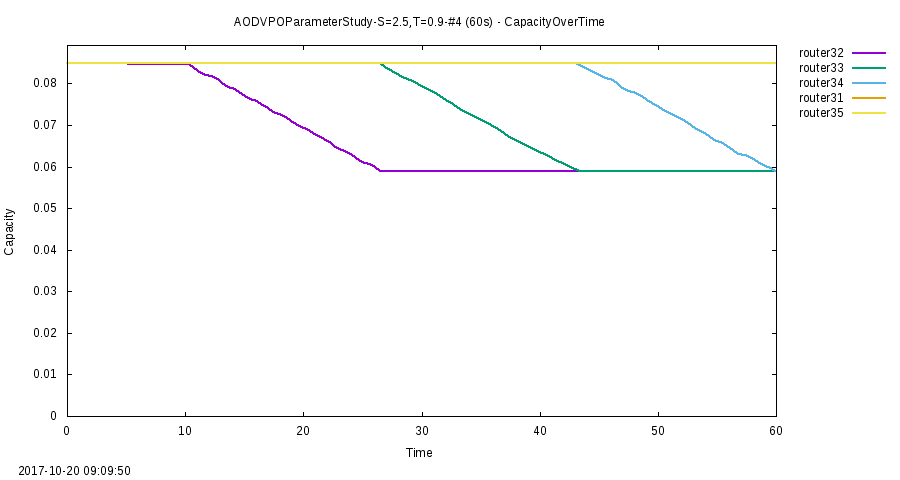 AODVPOParameterStudy-S=2.5,T=0.9-#4 (60s) - CapacityOverTime
router32
router33
router34
router31
router35
0.08
0.07
0.06
0.05
0.04
0.03
0.02
0.01
0
Capacity
0 10 20 30 40 50 60
Time
2017-10-20 09:09:50